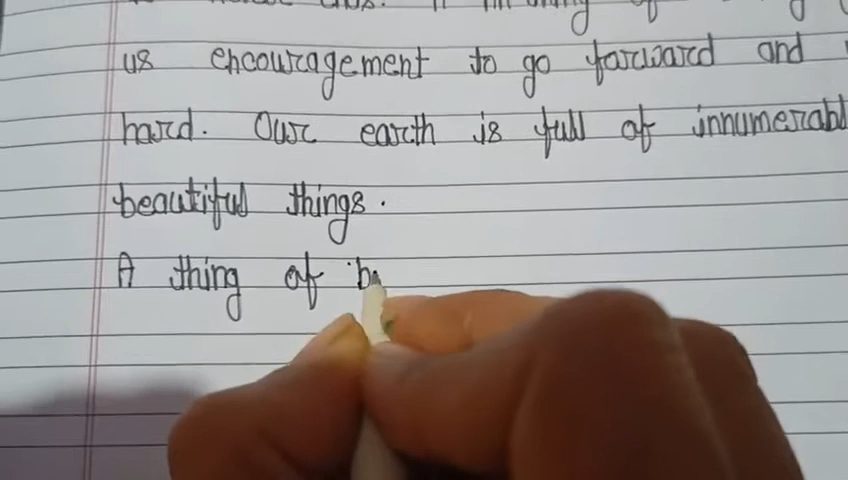 us encouragement to go forward and
hard. Our earth is full of innumerabl
beautiful things.
A thing of b